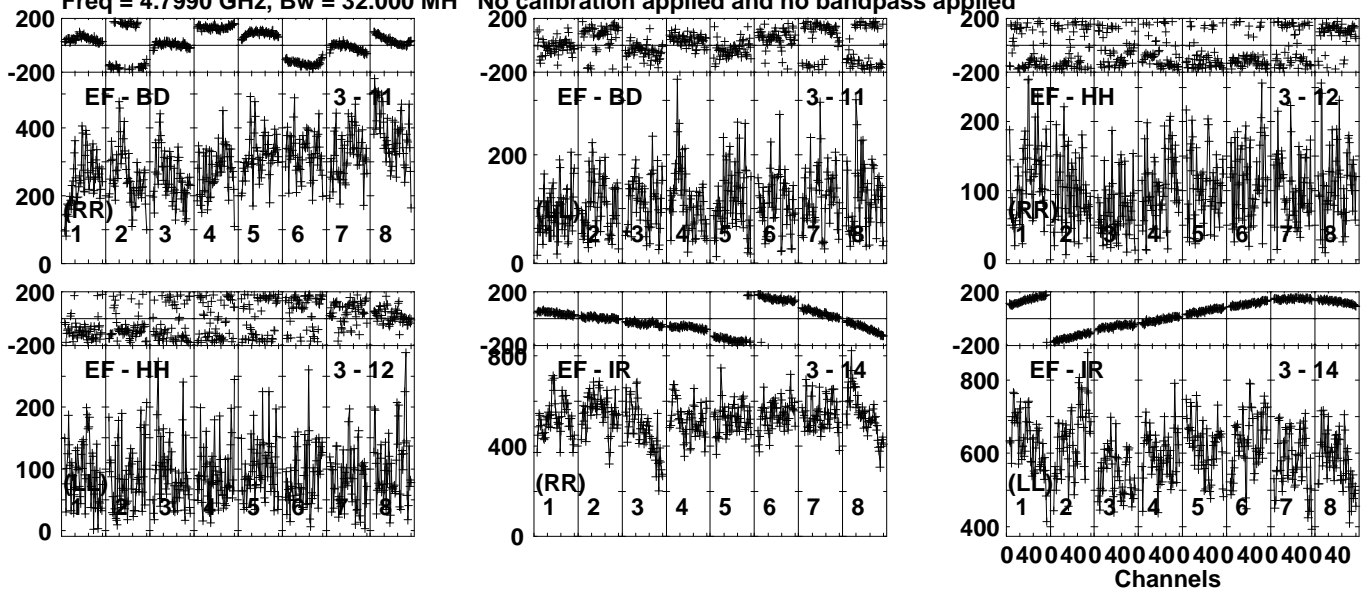 Freq = 4.7990 GHz, Bw = 32.000 MH No calibration applied and no bandpass applied
200
-200
EF - BD 3 - 11
400
200
(RR)
1 2 3 4 5 6 7 8
0
EF - BD 3 - 11
200
(LL)
1 2 3 4 5 6 7 8
0
200
-200
EF - HH 3 - 12
200
100
(RR)
1 2 3 4 5 6 7 8
0
200
-200
EF - HH 3 - 12
200
100
(LL)
1 2 3 4 5 6 7 8
0
200
-200
800
EF - IR 3 - 14
400
(RR)
1 2 3 4 5 6 7 8
0
200
-200
EF - IR 3 - 14
800
600
(LL)
1 2 3 4 5 6 7 8
400
0 40 0 40 0 40 0 40 0 40 0 40 0 40 0 40
Channels